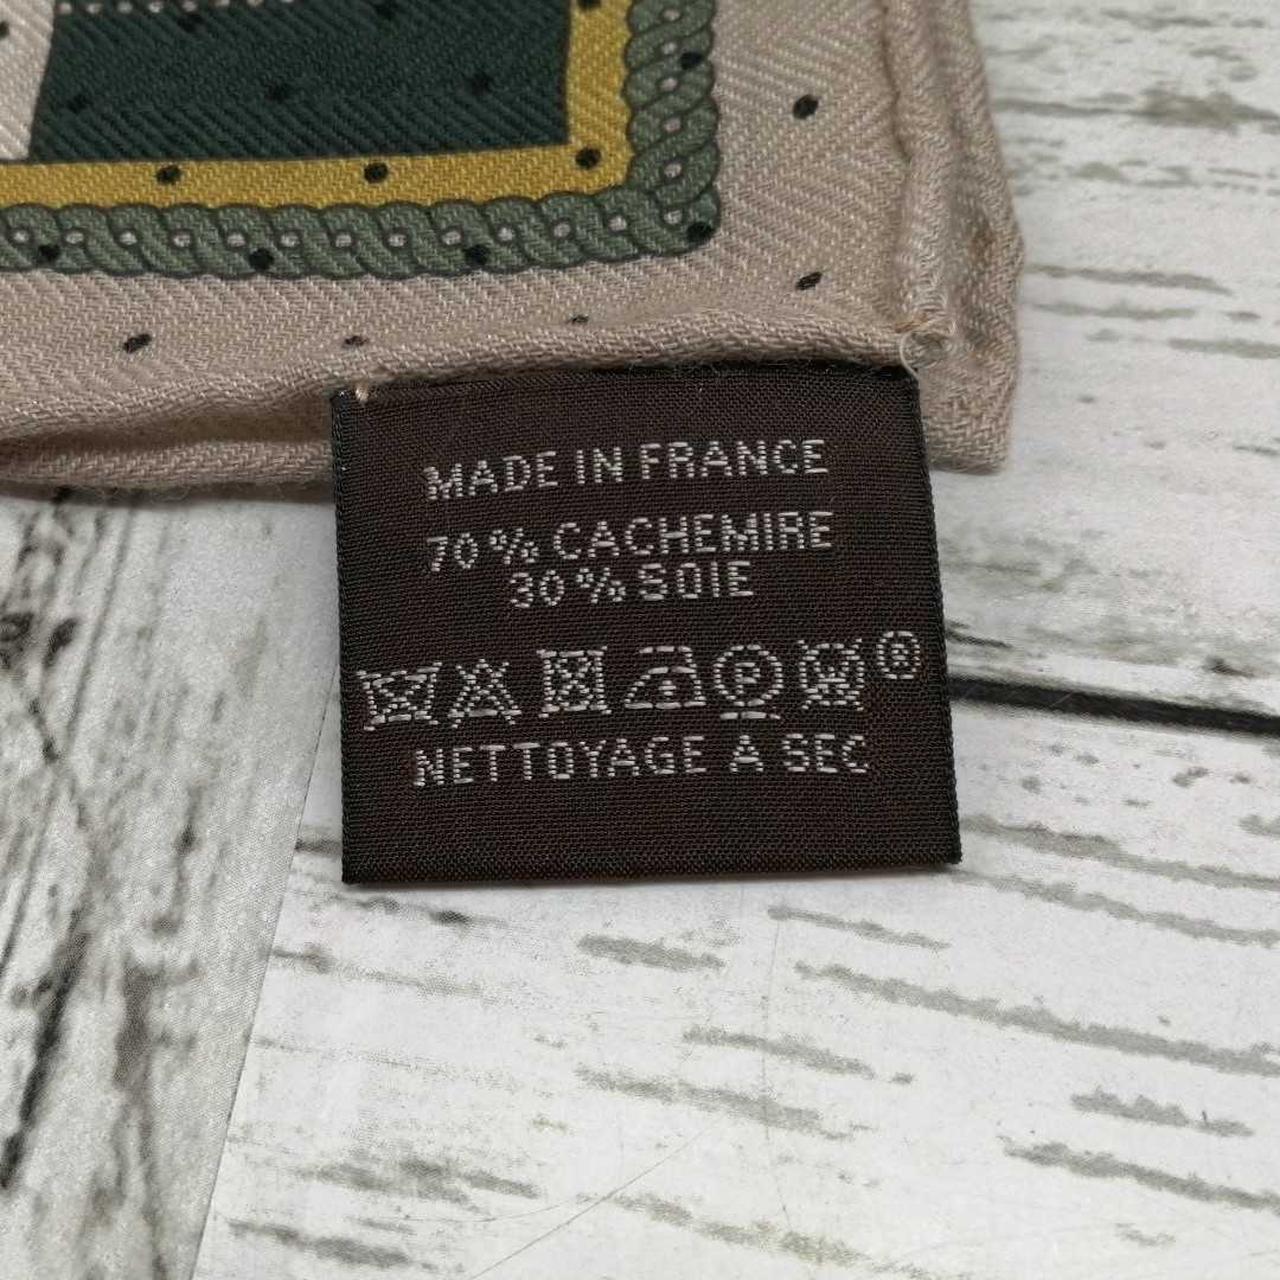 MADE IN FRANCE
70% CACHEMIRE
30% SOIE
P W ®
NETTOYAGE A SEC